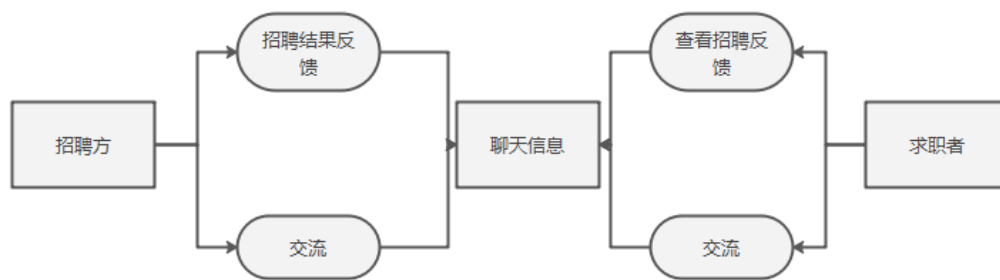 招聘结果反
馈
查看招聘反
馈
招聘方
聊天信息
求职者
交流
交流